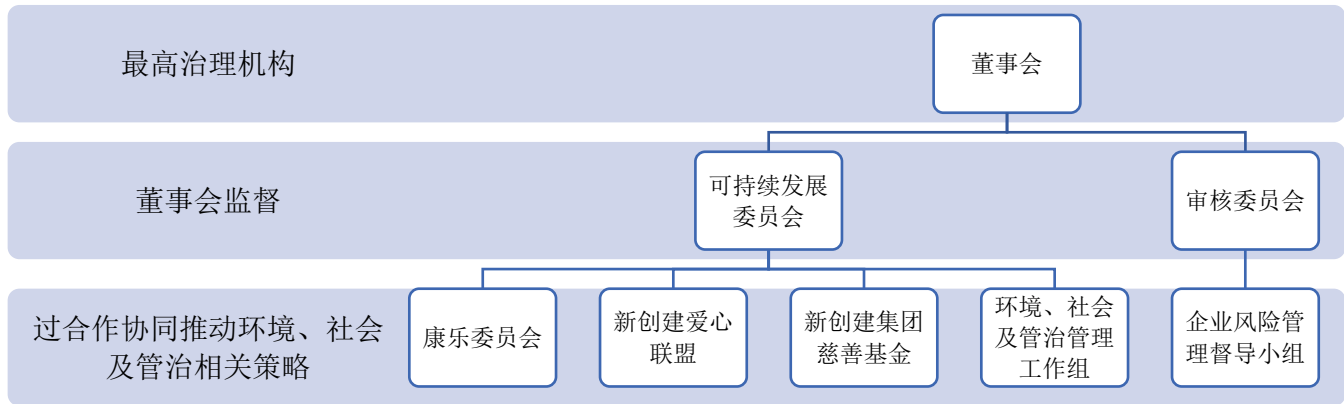 最高治理机构
董事会
董事会监督
可持续发展
委员会
审核委员会
过合作协同推动环境、社会
及管治相关策略
康乐委员会
新创建爱心
联盟
新创建集团
慈善基金
环境、社会
及管治管理
工作组
企业风险管
理督导小组